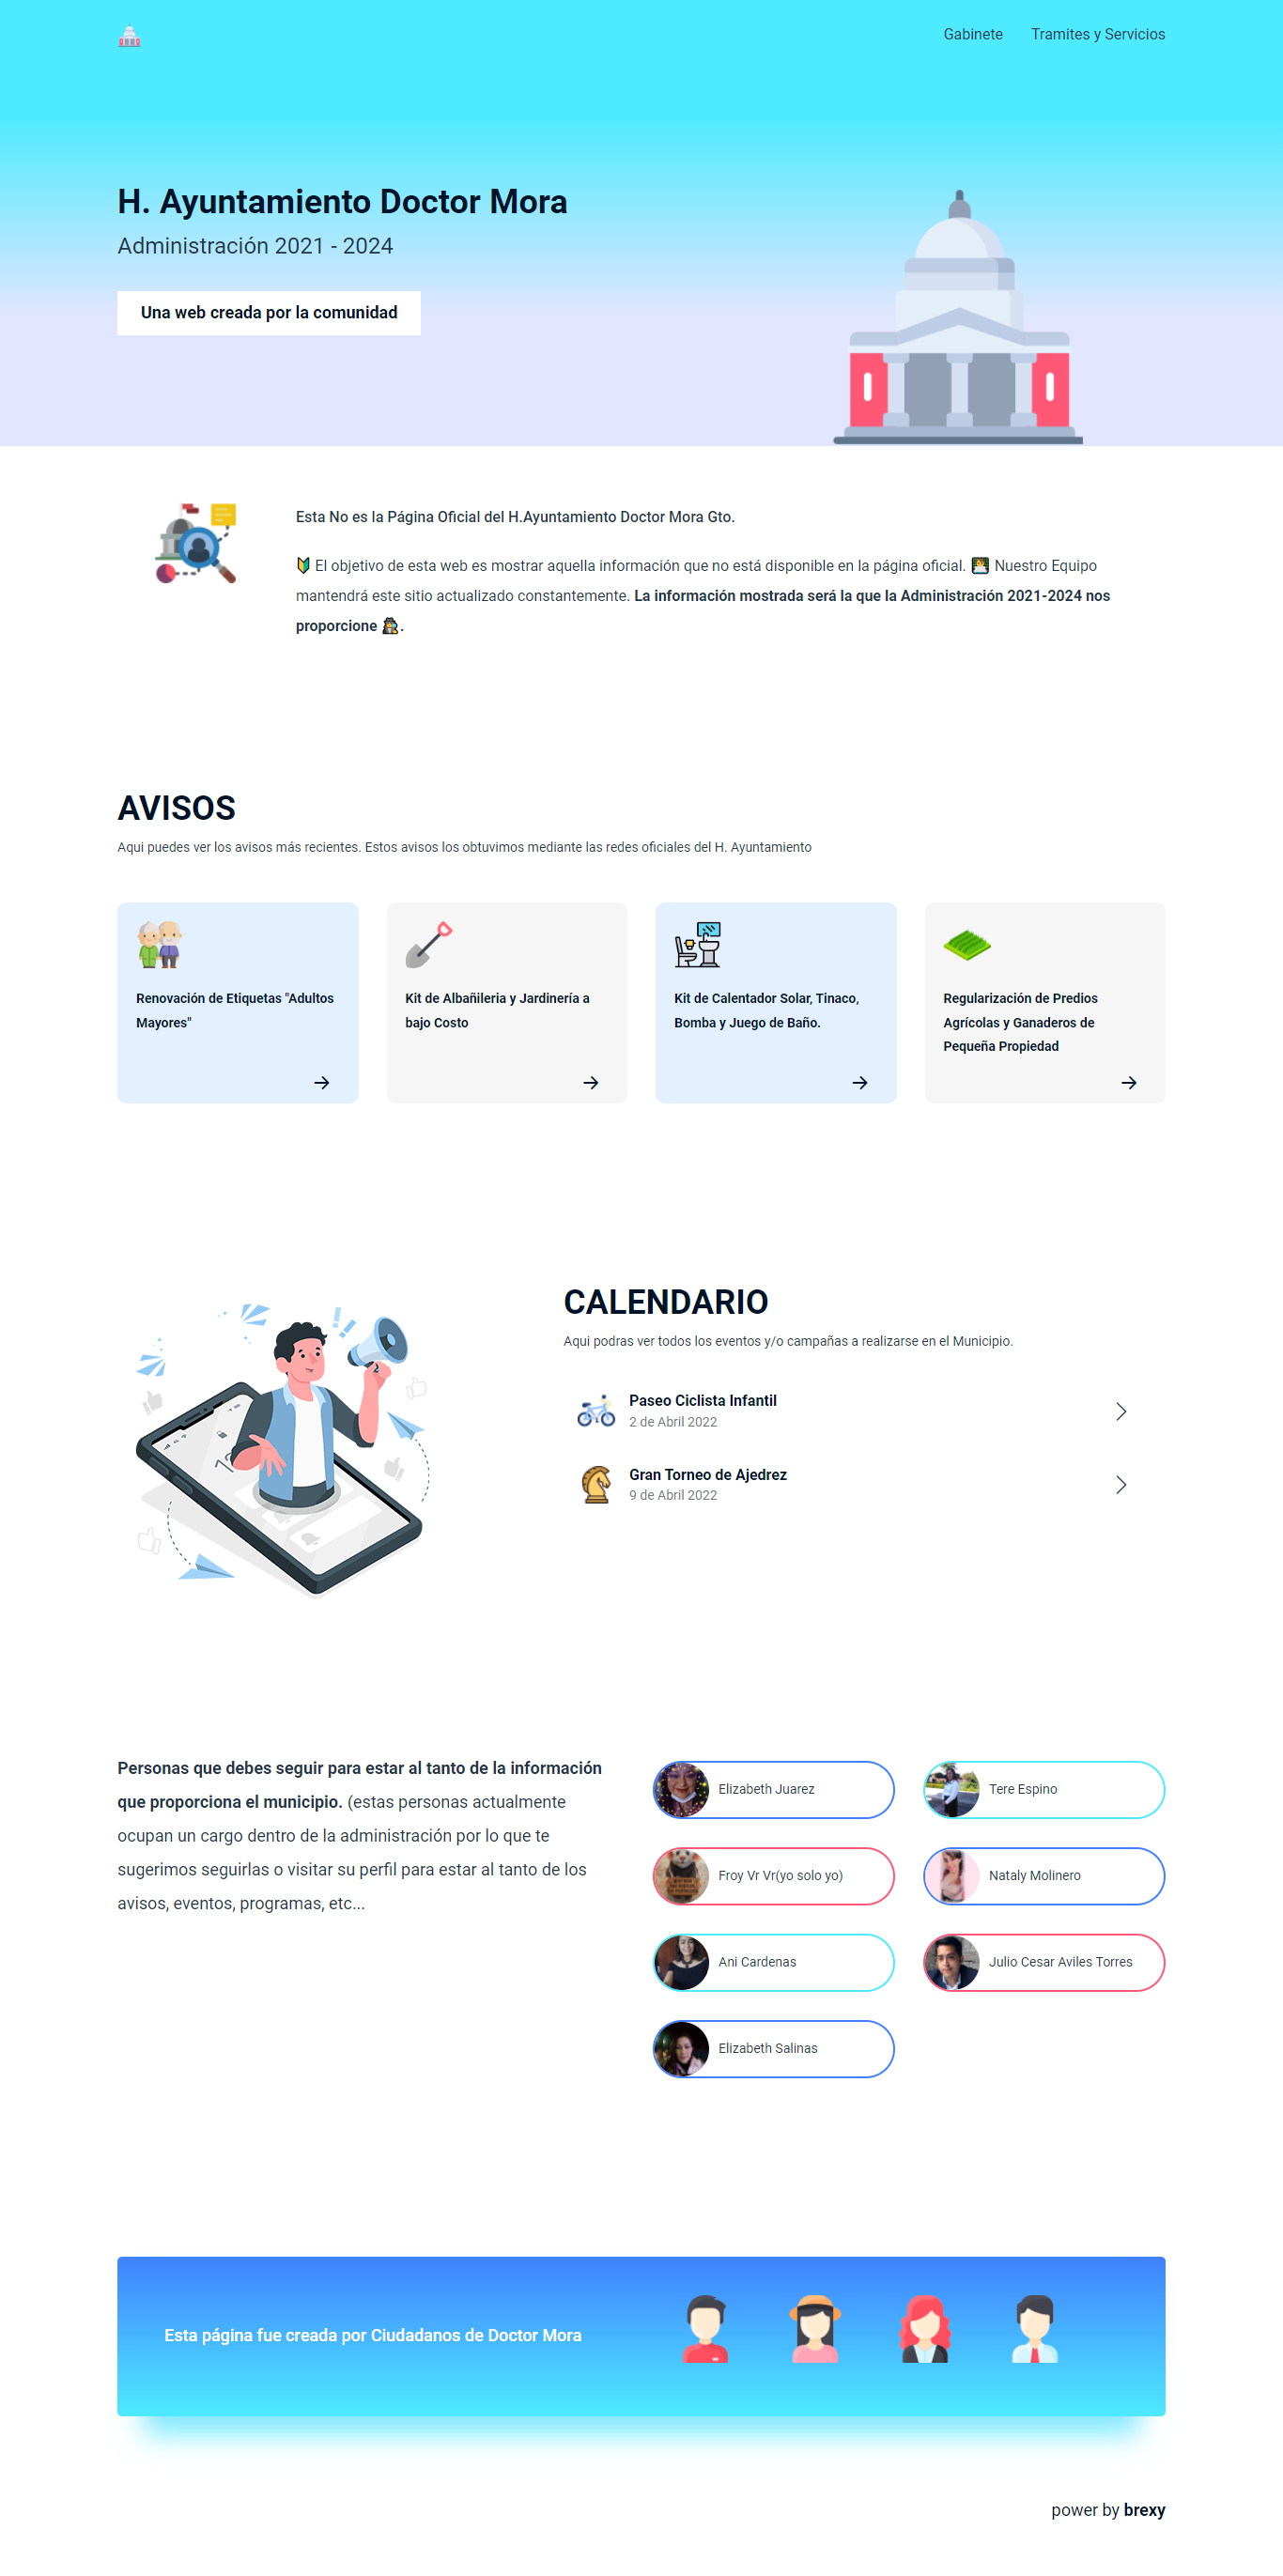 Gabinete
Tramites y Servicios
H. Ayuntamiento Doctor Mora
Administración 2021 - 2024
Una web creada por la comunidad
Esta No es la Página Oficial del H.Ayuntamiento Doctor Mora Gto.
🔰 El objetivo de esta web es mostrar aquella información que no está disponible en la página oficial. 👨‍💻 Nuestro Equipo
mantendrá este sitio actualizado constantemente. La información mostrada será la que la Administración 2021-2024 nos
proporcione 🕵️.
AVISOS
Aqui puedes ver los avisos más recientes. Estos avisos los obtuvimos mediante las redes oficiales del H. Ayuntamiento
Renovación de Etiquetas "Adultos
Mayores"
Kit de Albañileria y Jardinería a
bajo Costo
Kit de Calentador Solar, Tinaco,
Bomba y Juego de Baño.
Regularización de Predios
Agrícolas y Ganaderos de
Pequeña Propiedad
CALENDARIO
Aqui podras ver todos los eventos y/o campañas a realizarse en el Municipio.
Paseo Ciclista Infantil
2 de Abril 2022
Gran Torneo de Ajedrez
9 de Abril 2022
Personas que debes seguir para estar al tanto de la información
que proporciona el municipio. (estas personas actualmente
ocupan un cargo dentro de la administración por lo que te
sugerimos seguirlas o visitar su perfil para estar al tanto de los
avisos, eventos, programas, etc...
Elizabeth Juarez
Tere Espino
Froy Vr Vr(yo solo yo)
Nataly Molinero
Ani Cardenas
Julio Cesar Aviles Torres
Elizabeth Salinas
Esta página fue creada por Ciudadanos de Doctor Mora
power by brexy